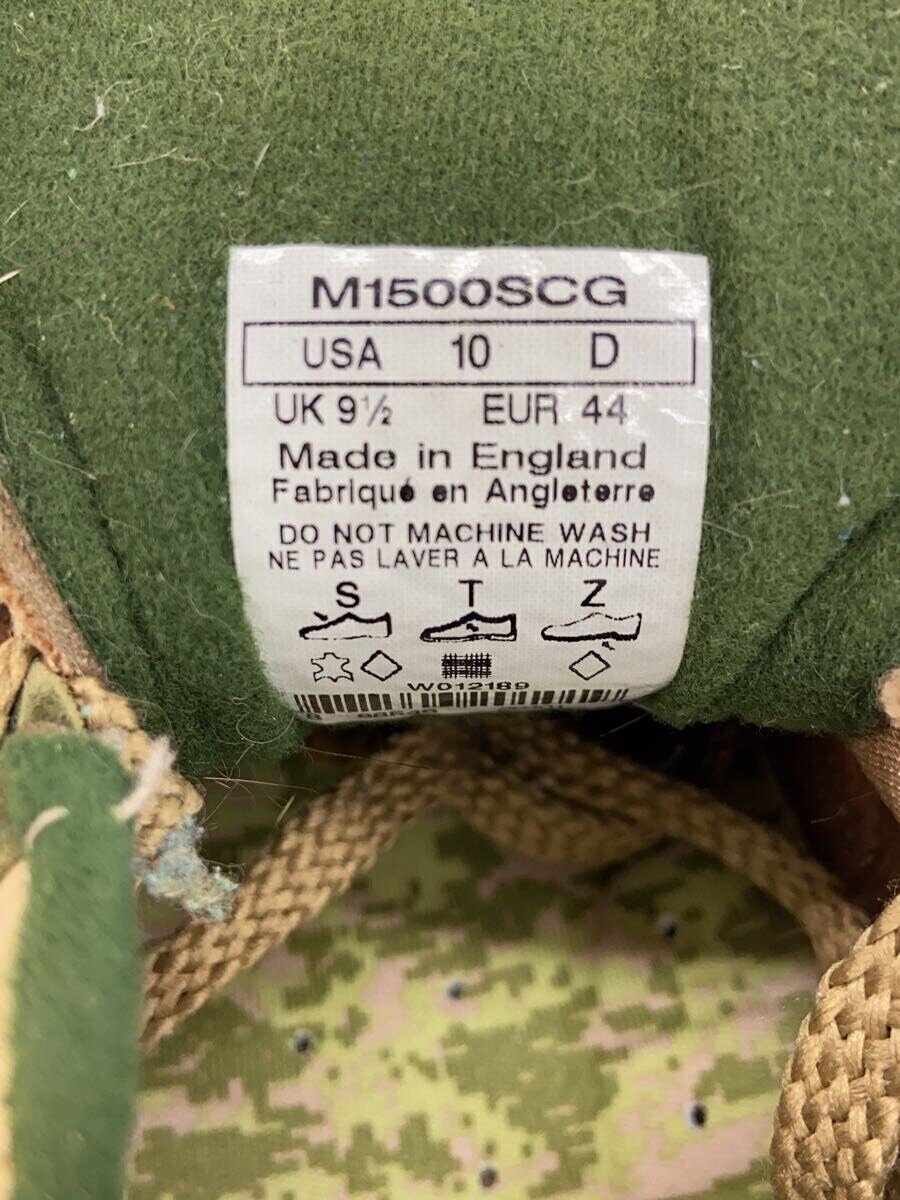 M1500SCG
USA 10 D
UK 9½ EUR 44
Made in England
Fabriqué en Angleterre
DO NOT MACHINE WASH
NE PAS LAVER A LA MACHINE
S T Z
W012189